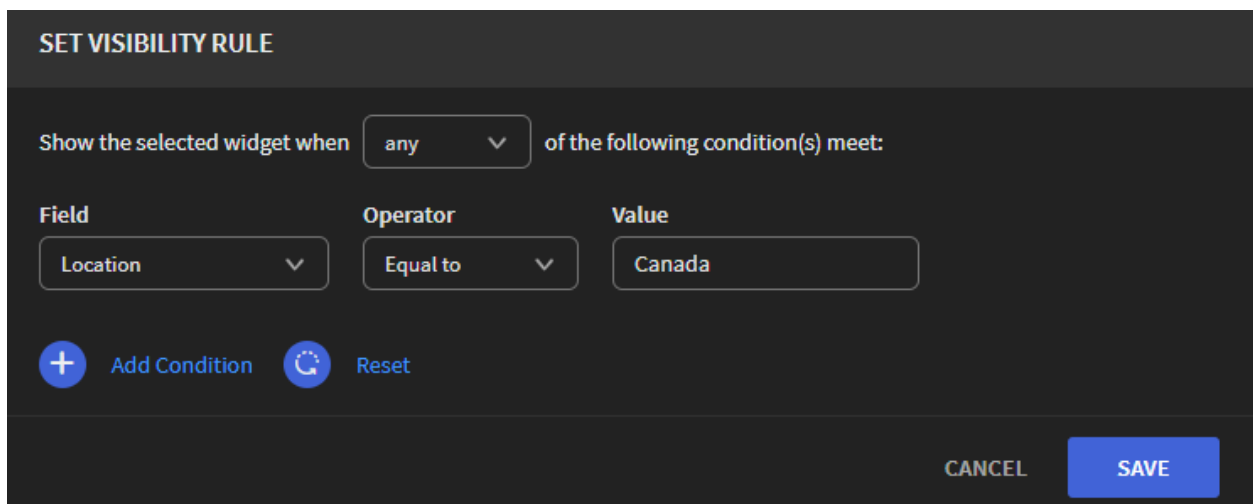 SET VISIBILITY RULE
Show the selected widget when any of the following condition(s) meet:
Field Operator Value
Location Equal to Canada
Add Condition Reset
CANCEL SAVE